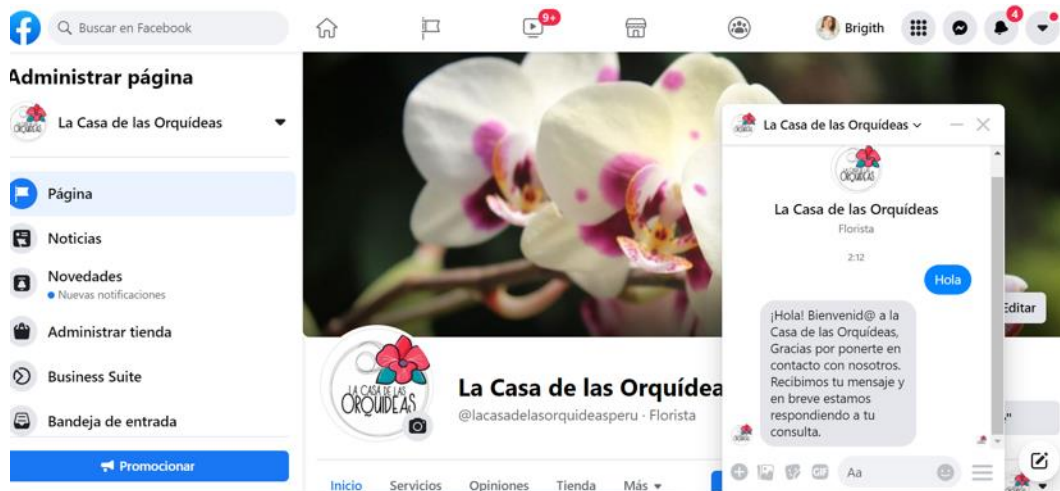 Buscar en Facebook
9+
Brigith
4
Administrar página
La Casa de las Orquídeas
Página
Noticias
Novedades
Nuevas notificaciones
Administrar tienda
Business Suite
Bandeja de entrada
Promocionar
LA CASA DE LAS
ORQUÍDEAS
La Casa de las Orquídea
@lacasadelasorquideasperu · Florista
Inicio Servicios Opiniones Tienda Más
Editar
La Casa de las Orquídeas
ORQUÍDEAS
La Casa de las Orquídeas
Florista
2:12
Hola
¡Hola! Bienvenid@ a la
Casa de las Orquídeas,
Gracias por ponerte en
contacto con nosotros.
Recibimos tu mensaje y
en breve estamos
respondiendo a tu
consulta.
GIF
Aa